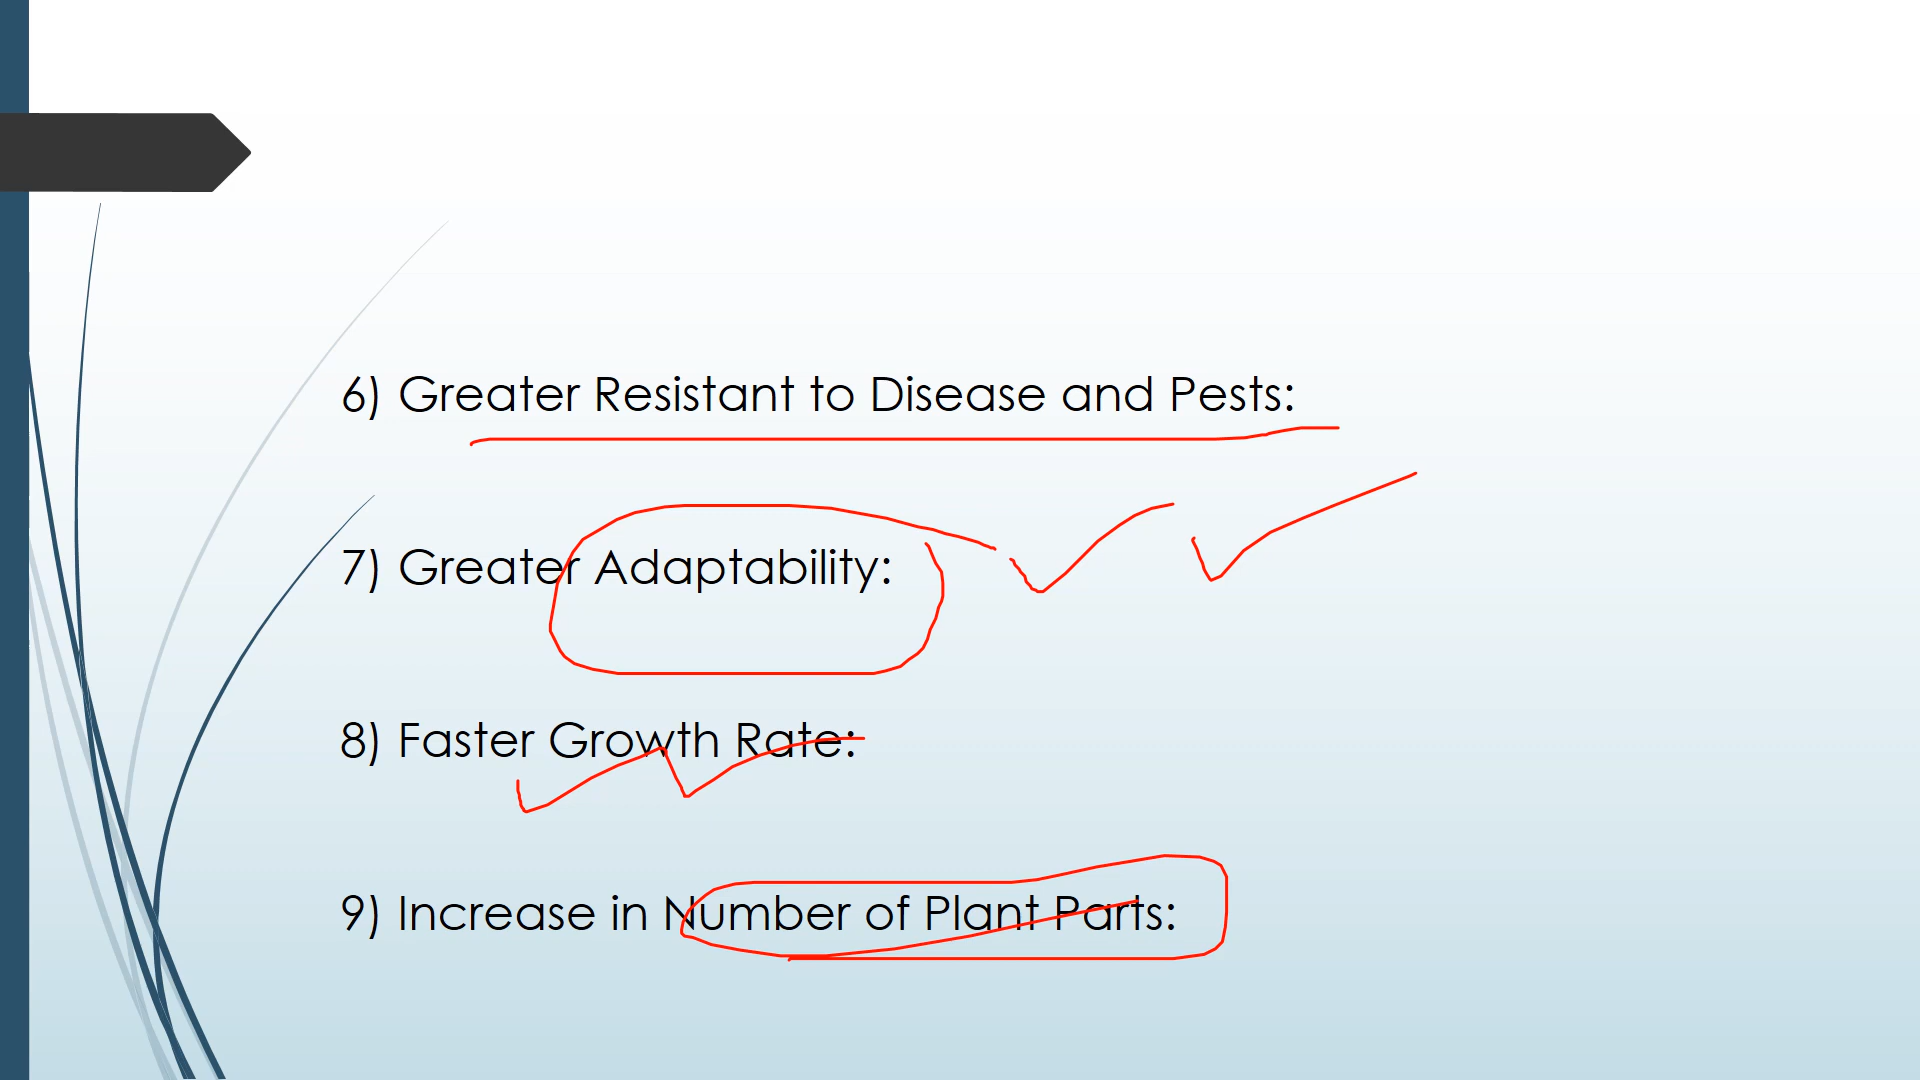 6) Greater Resistant to Disease and Pests:
7) Greater Adaptability:
8) Faster Growth Rate:
9) Increase in Number of Plant Parts: